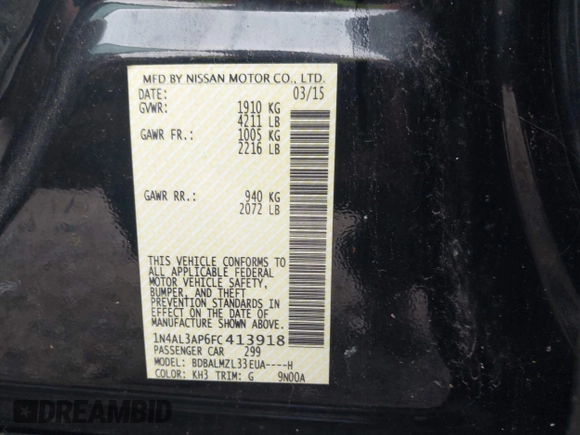 MFD BY NISSAN MOTOR CO., LTD.
DATE: 03/15
GVWR: 1910 KG
4211 LB
GAWR FR.: 1005 KG
2216 LB
GAWR RR.: 940 KG
2072 LB
THIS VEHICLE CONFORMS TO
ALL APPLICABLE FEDERAL
MOTOR VEHICLE SAFETY,
BUMPER, AND THEFT
PREVENTION STANDARDS IN
EFFECT ON THE DATE OF
MANUFACTURE SHOWN ABOVE.
1N4AL3AP6FC413918
PASSENGER CAR 299
MODEL: BDBALMZL33EUA----H
COLOR: KH3 TRIM: G 9N00A
DREAMBID